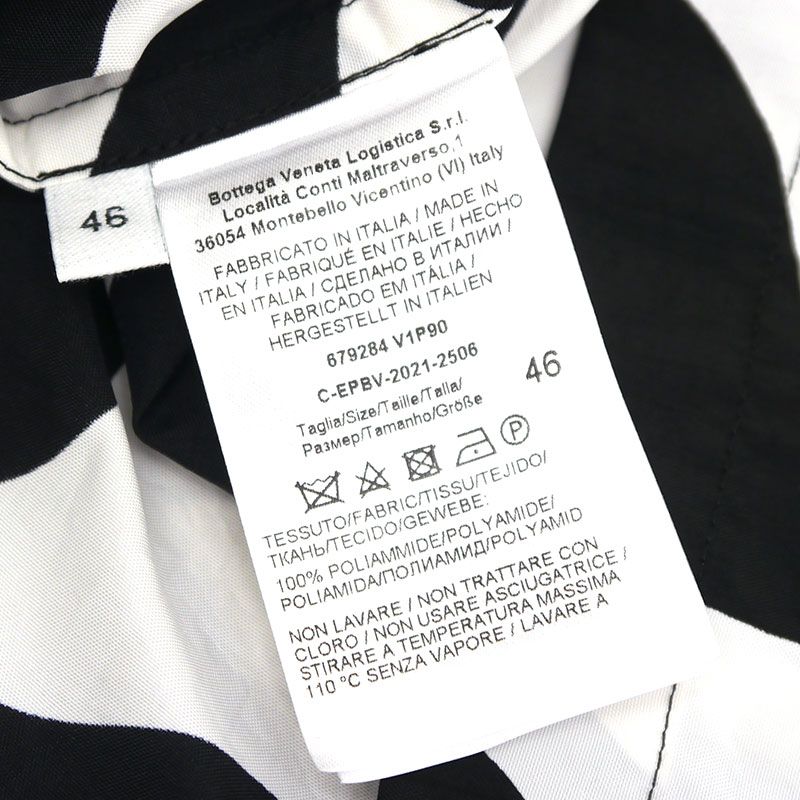 46
Bottega Veneta Logistica S.r.l.
Località Conti Maltraverso,1
36054 Montebello Vicentino (VI) Italy
FABBRICATO IN ITALIA / MADE IN
ITALY / FABRIQUÉ EN ITALIE / HECHO
EN ITALIA / СДЕЛАНО В ИТАЛИИ /
FABRICADO EM ITÁLIA /
HERGESTELLT IN ITALIEN
679284 V1P90
C-EPBV-2021-2506
46
Taglia/Size/Taille/Talla/
Размер/Tamanho/Größe
P
TESSUTO/FABRIC/TISSU/TEJIDO/
ТКАНЬ/TECIDO/GEWEBE:
100% POLIAMMIDE/POLYAMIDE/
POLIAMIDA/ПОЛИАМИД/POLYAMID
NON LAVARE / NON TRATTARE CON
CLORO / NON USARE ASCIUGATRICE /
STIRARE A TEMPERATURA MASSIMA
110 °C SENZA VAPORE / LAVARE A